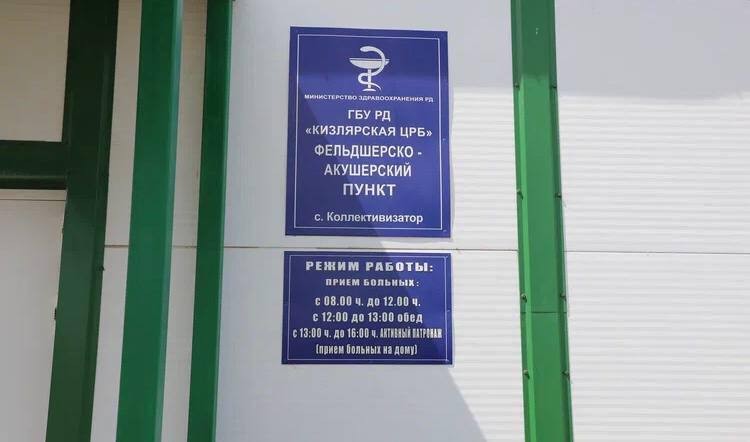 МИНИСТЕРСТВО ЗДРАВООХРАНЕНИЯ РД
ГБУ РД
«КИЗЛЯРСКАЯ ЦРБ»
ФЕЛЬДШЕРСКО -
АКУШЕРСКИЙ
ПУНКТ
с. Коллективизатор
РЕЖИМ РАБОТЫ:
ПРИЕМ БОЛЬНЫХ:
с 08.00 ч. до 12.00 ч.
с 12:00 до 13:00 обед
с 13:00 ч. до 16:00 ч. АКТИВНЫЙ ПАТРОНАЖ
(прием больных на дому)